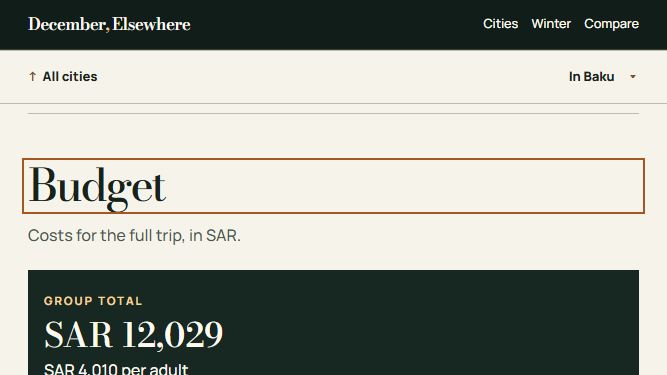 December, Elsewhere
Cities Winter Compare
↑ All cities
In Baku
Budget
Costs for the full trip, in SAR.
GROUP TOTAL
SAR 12,029
SAR 4,010 per adult